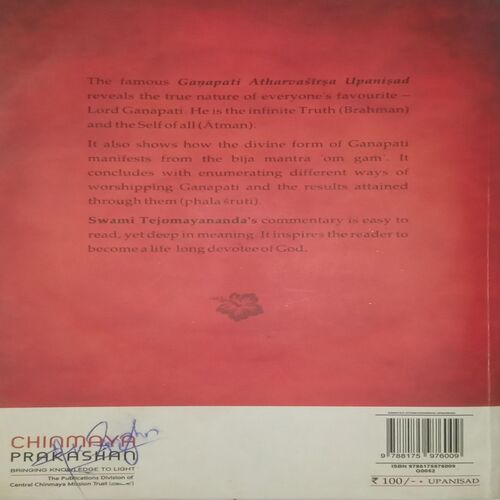 The famous Gaṇapati Atharvaśīrṣa Upaniṣad
reveals the true nature of everyone's favourite –
Lord Ganapati. He is the infinite Truth (Brahman)
and the Self of all (Ātman).
It also shows how the divine form of Ganapati
manifests from the bija mantra 'om gam'. It
concludes with enumerating different ways of
worshipping Ganapati and the results attained
through them (phala śruti).
Swami Tejomayananda's commentary is easy to
read, yet deep in meaning. It inspires the reader to
become a life long devotee of God.
CHINMAYA
PRAKASHAN
BRINGING KNOWLEDGE TO LIGHT
The Publications Division of
Central Chinmaya Mission Trust
ISBN 9788175976009
G0062
9 788175 976009
₹ 100/- •• UPANISAD